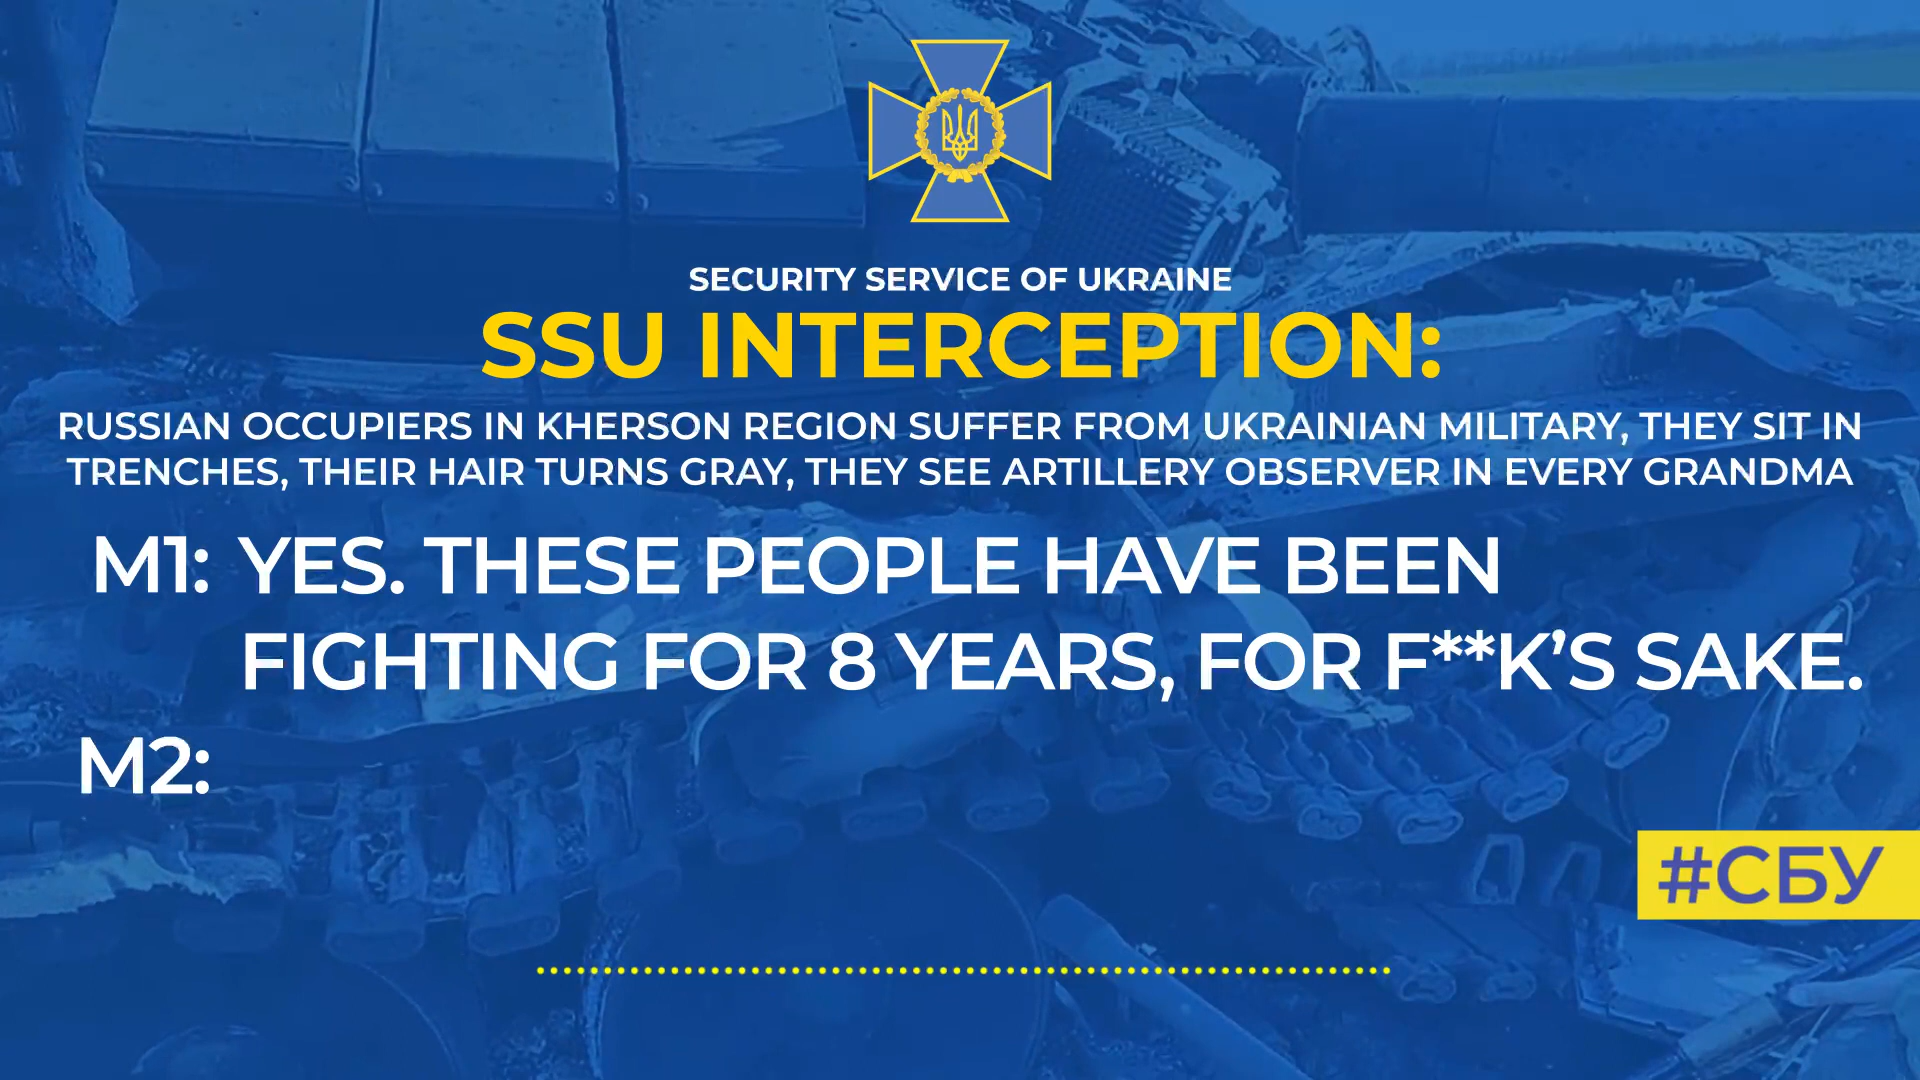 SECURITY SERVICE OF UKRAINE
SSU INTERCEPTION:
RUSSIAN OCCUPIERS IN KHERSON REGION SUFFER FROM UKRAINIAN MILITARY, THEY SIT IN
TRENCHES, THEIR HAIR TURNS GRAY, THEY SEE ARTILLERY OBSERVER IN EVERY GRANDMA
M1: YES. THESE PEOPLE HAVE BEEN
FIGHTING FOR 8 YEARS, FOR F**K’S SAKE.
M2:
#СБУ